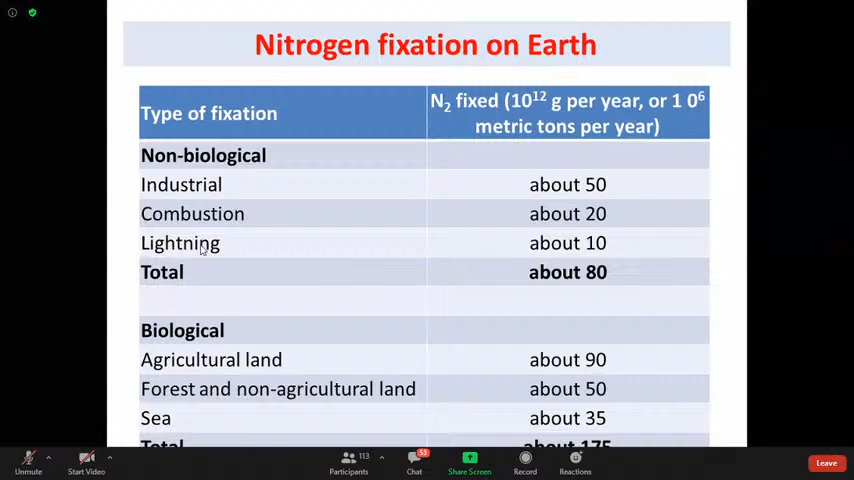 Nitrogen fixation on Earth
Type of fixation
N2 fixed (10^12 g per year, or 1 0^6
metric tons per year)
Non-biological
Industrial about 50
Combustion about 20
Lightning about 10
Total about 80
Biological
Agricultural land about 90
Forest and non-agricultural land about 50
Sea about 35
Total about 175
113
53
Unmute
Start Video
Participants
Chat
Share Screen
Record
Reactions
Leave